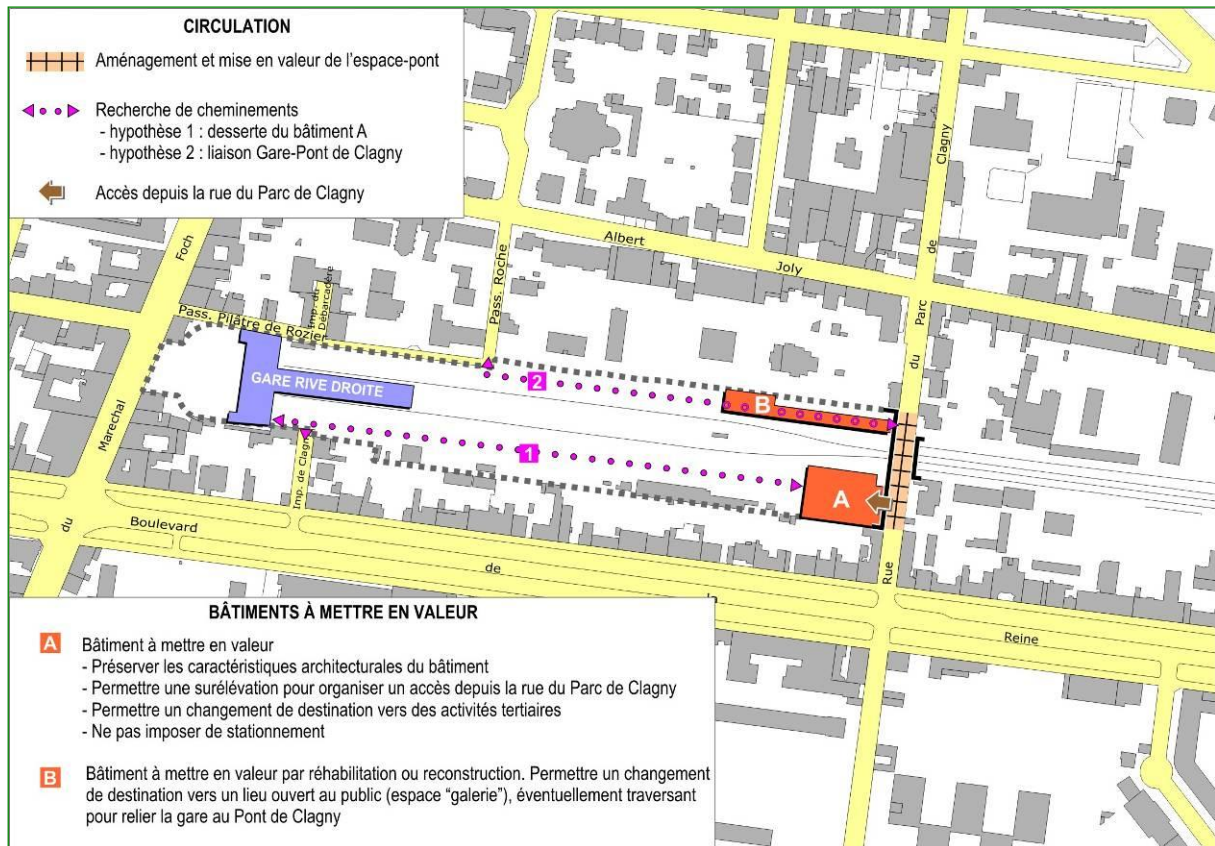 CIRCULATION
Aménagement et mise en valeur de l'espace-pont
Recherche de cheminements
- hypothèse 1 : desserte du bâtiment A
- hypothèse 2 : liaison Gare-Pont de Clagny
Accès depuis la rue du Parc de Clagny
Foch
Marechal
du
Pass. Pilâtre de Rozier
Imp. du
Débarcadère
Pass. Roche
Albert
Joly
Clagny
de
Parc
du
Rue
GARE RIVE DROITE
2
B
1
A
Imp. de Clagny
Boulevard
de
la
Reine
BÂTIMENTS À METTRE EN VALEUR
A
Bâtiment à mettre en valeur
- Préserver les caractéristiques architecturales du bâtiment
- Permettre une surélévation pour organiser un accès depuis la rue du Parc de Clagny
- Permettre un changement de destination vers des activités tertiaires
- Ne pas imposer de stationnement
B
Bâtiment à mettre en valeur par réhabilitation ou reconstruction. Permettre un changement
de destination vers un lieu ouvert au public (espace "galerie"), éventuellement traversant
pour relier la gare au Pont de Clagny